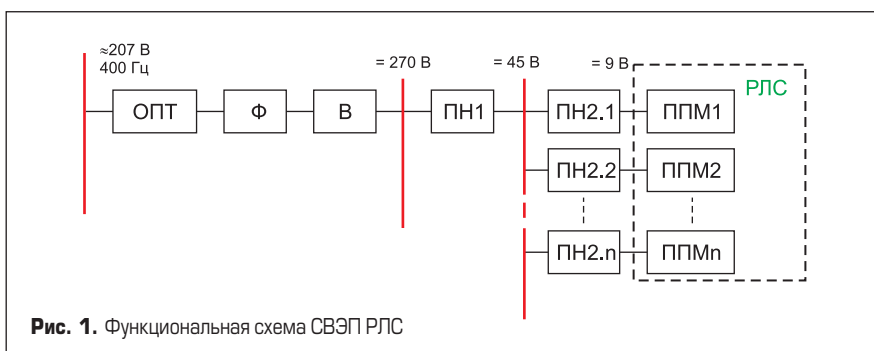 ≈207 В
400 Гц
= 270 В
= 45 В
= 9 В
РЛС
ОПТ
Ф
В
ПН1
ПН2.1
ППМ1
ПН2.2
ППМ2
ПН2.n
ППМn
Рис. 1. Функциональная схема СВЭП РЛС